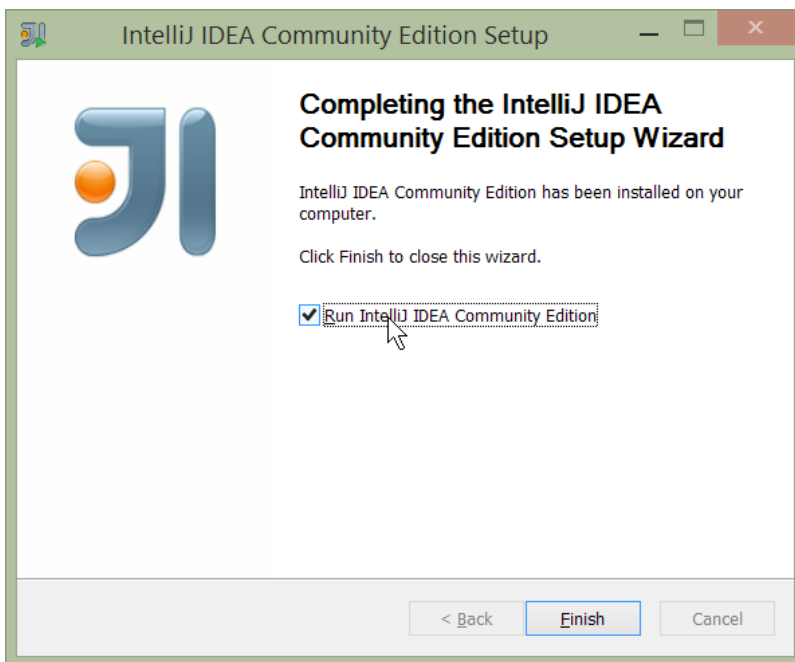 IntelliJ IDEA Community Edition Setup
Completing the IntelliJ IDEA
Community Edition Setup Wizard
IntelliJ IDEA Community Edition has been installed on your
computer.
Click Finish to close this wizard.
Run IntelliJ IDEA Community Edition
< Back
Finish
Cancel